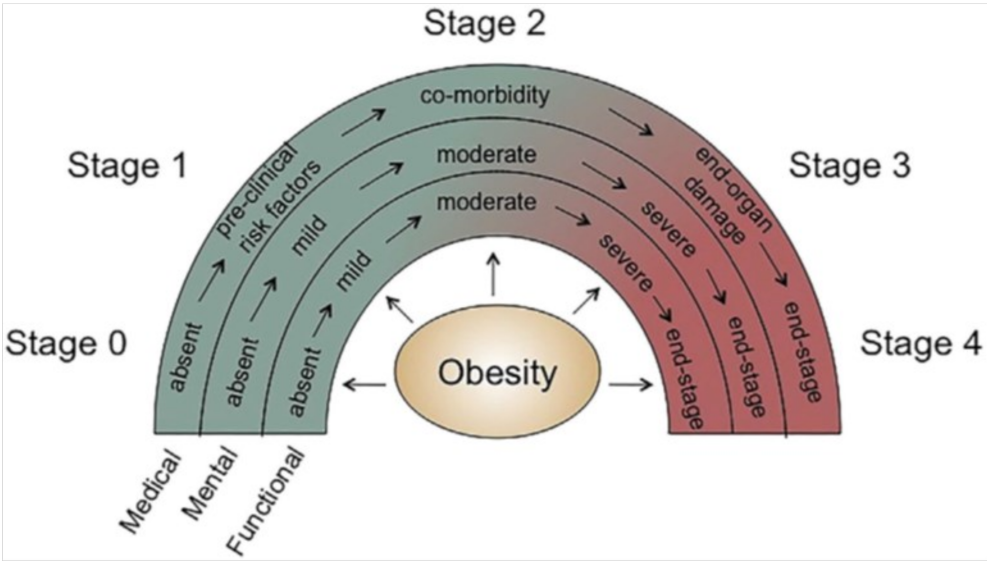 Stage 2
Stage 1
Stage 3
Stage 0
Stage 4
absent
pre-clinical
risk factors
co-morbidity
end-organ
damage
end-stage
absent
mild
moderate
severe
end-stage
absent
mild
moderate
severe
end-stage
Obesity
Medical
Mental
Functional